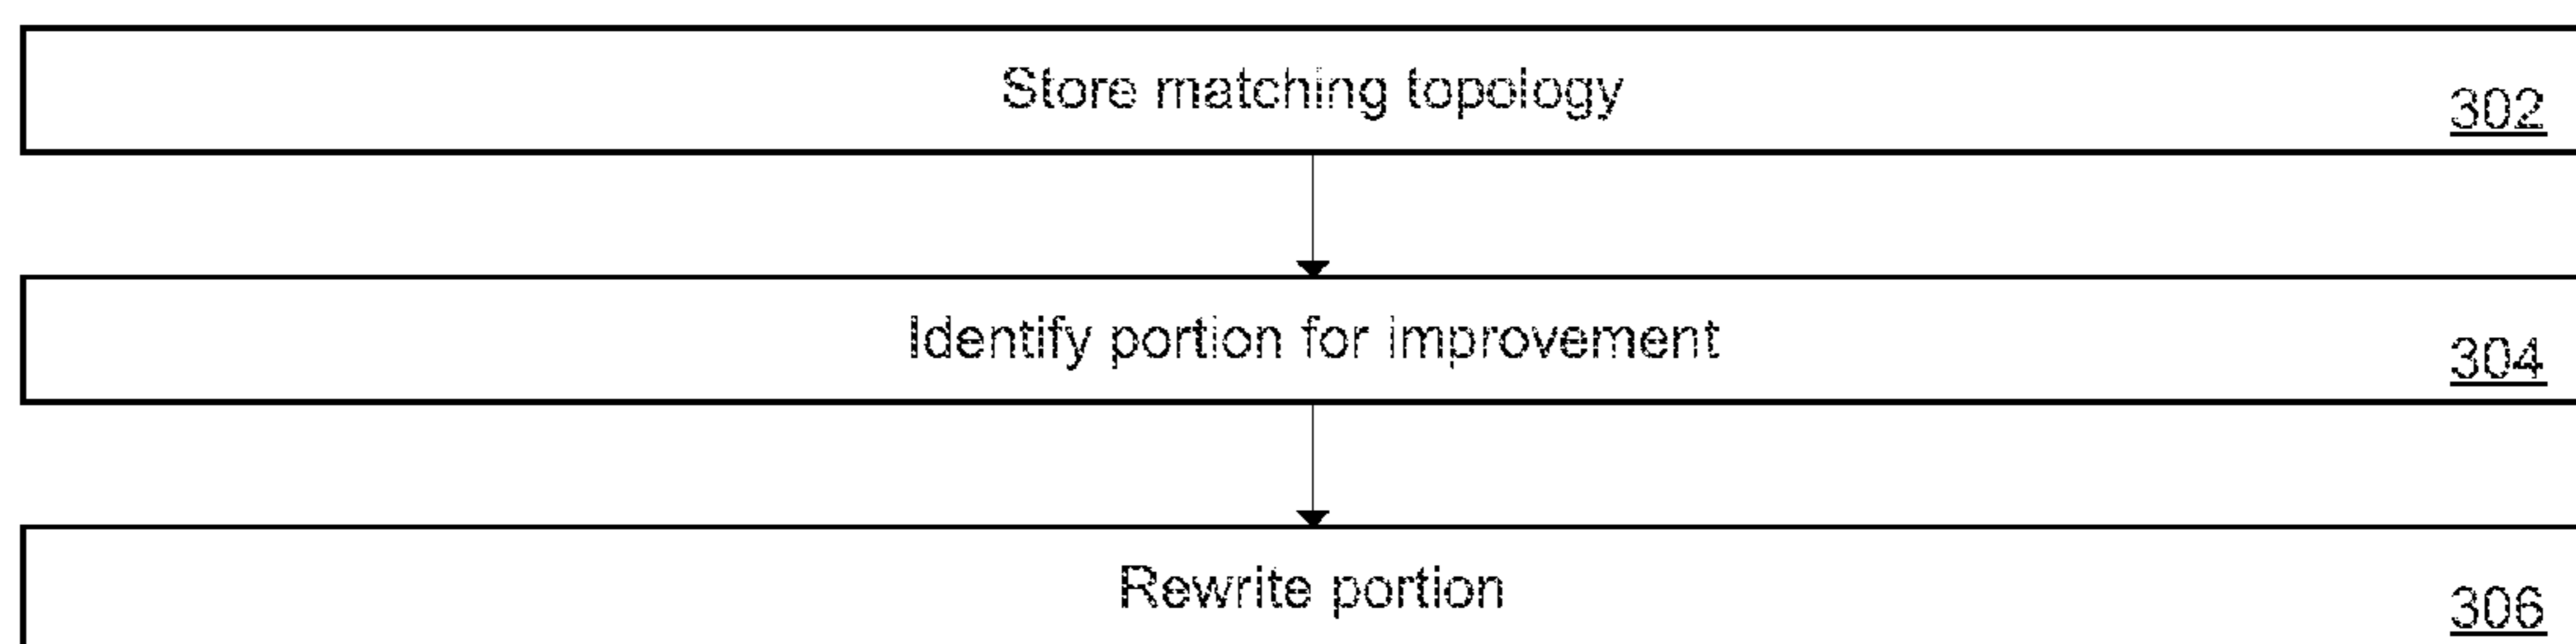 Store matching topology
302
Identify portion for improvement
304
Rewrite portion
306